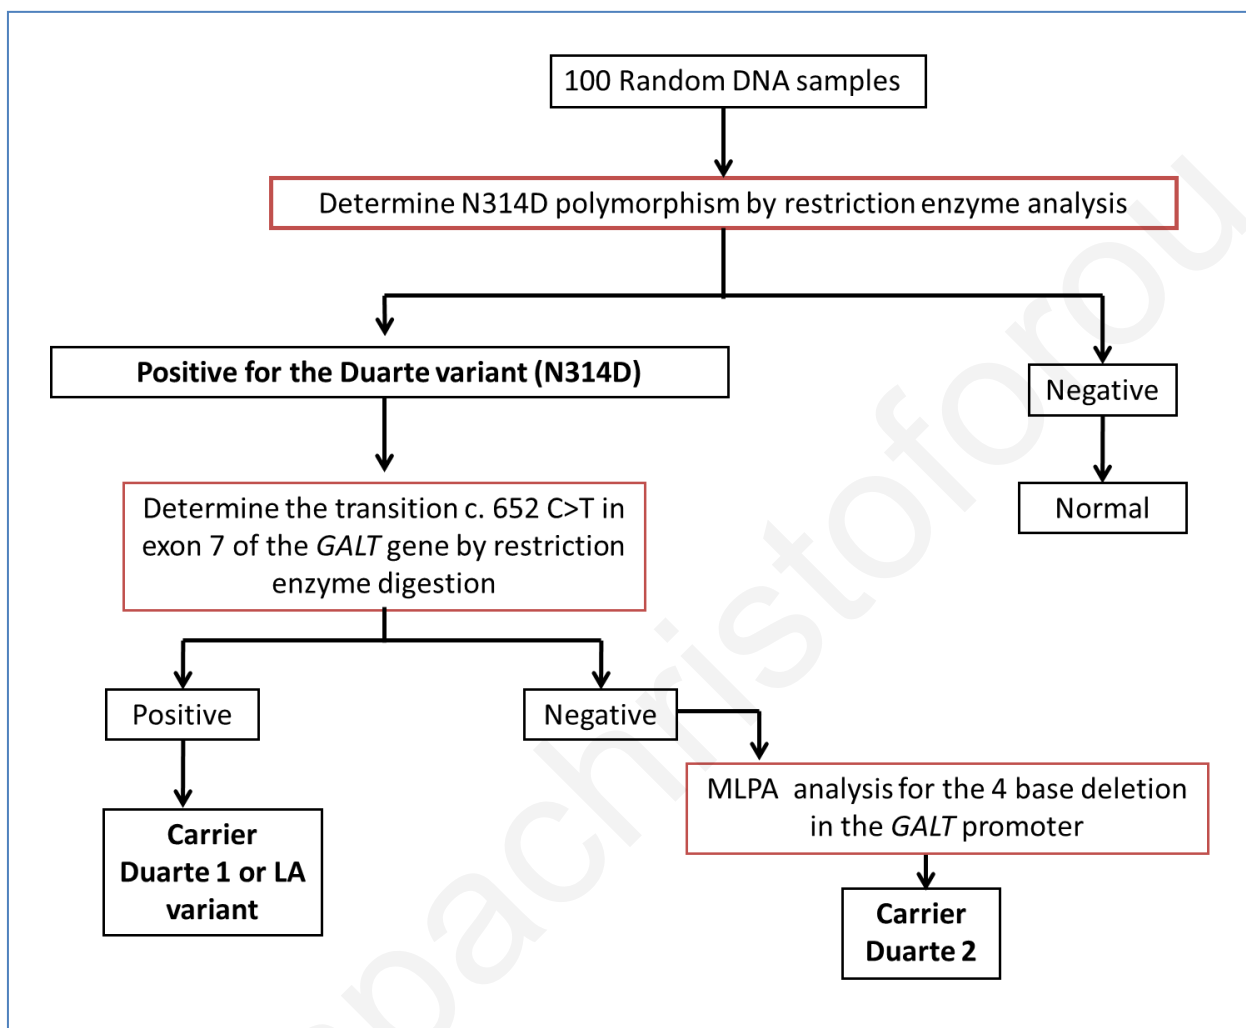 100 Random DNA samples
Determine N314D polymorphism by restriction enzyme analysis
Positive for the Duarte variant (N314D)
Negative
Normal
Determine the transition c. 652 C>T in
exon 7 of the GALT gene by restriction
enzyme digestion
Positive
Negative
MLPA  analysis for the 4 base deletion
in the GALT promoter
Carrier
Duarte 1 or LA
variant
Carrier
Duarte 2
pachristoforou